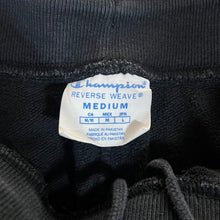 Champion
REVERSE WEAVE®
MEDIUM
CA MEX JPN
M/M M L
MADE IN PAKISTAN
FABRIQUÉ AU PAKISTAN
HECHO EN PAKISTAN